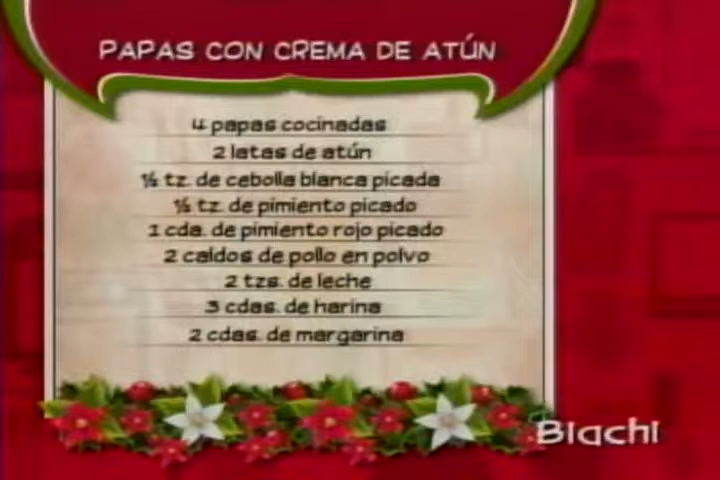 PAPAS CON CREMA DE ATÚN
4 papas cocinadas
2 latas de atún
½ tz. de cebolla blanca picada
½ tz. de pimiento picado
1 cda. de pimiento rojo picado
2 caldos de pollo en polvo
2 tzs. de leche
3 cdas. de harina
2 cdas. de margarina
Blachi